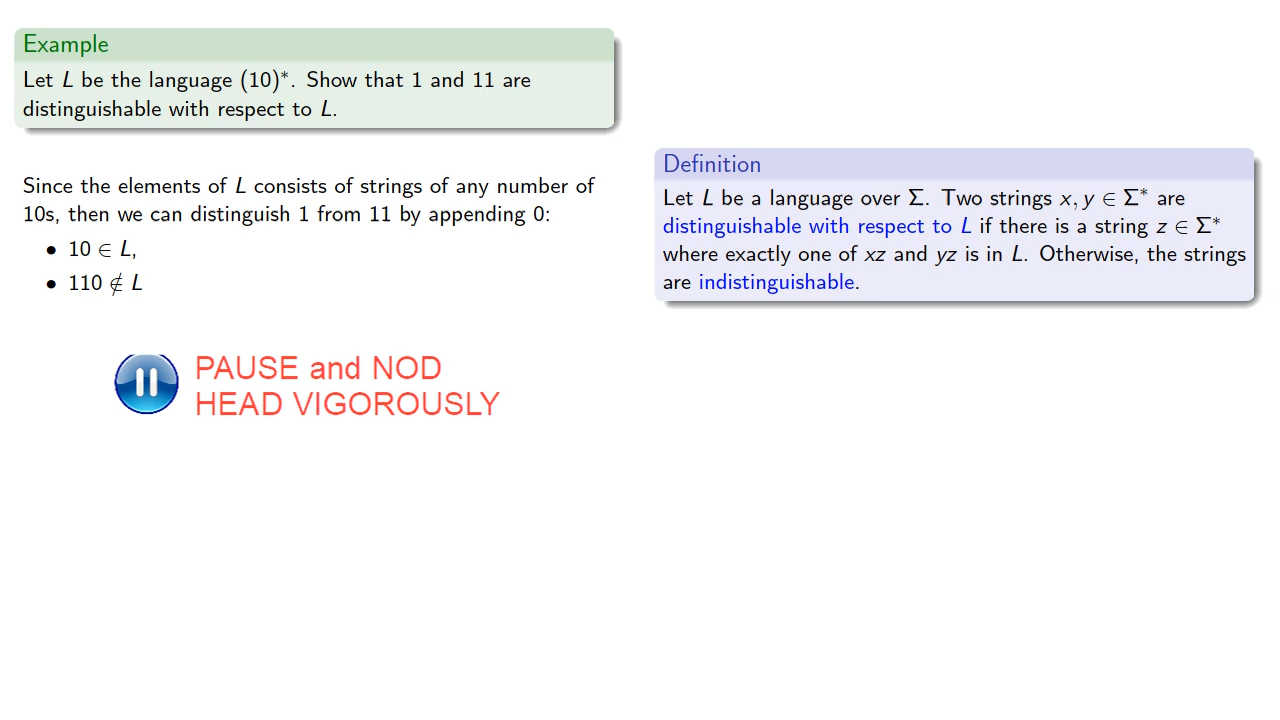 Example
Let L be the language (10)*. Show that 1 and 11 are
distinguishable with respect to L.
Since the elements of L consists of strings of any number of
10s, then we can distinguish 1 from 11 by appending 0:
• 10 ∈ L,
• 110 ∉ L
PAUSE and NOD
HEAD VIGOROUSLY
Definition
Let L be a language over Σ. Two strings x, y ∈ Σ* are
distinguishable with respect to L if there is a string z ∈ Σ*
where exactly one of xz and yz is in L. Otherwise, the strings
are indistinguishable.